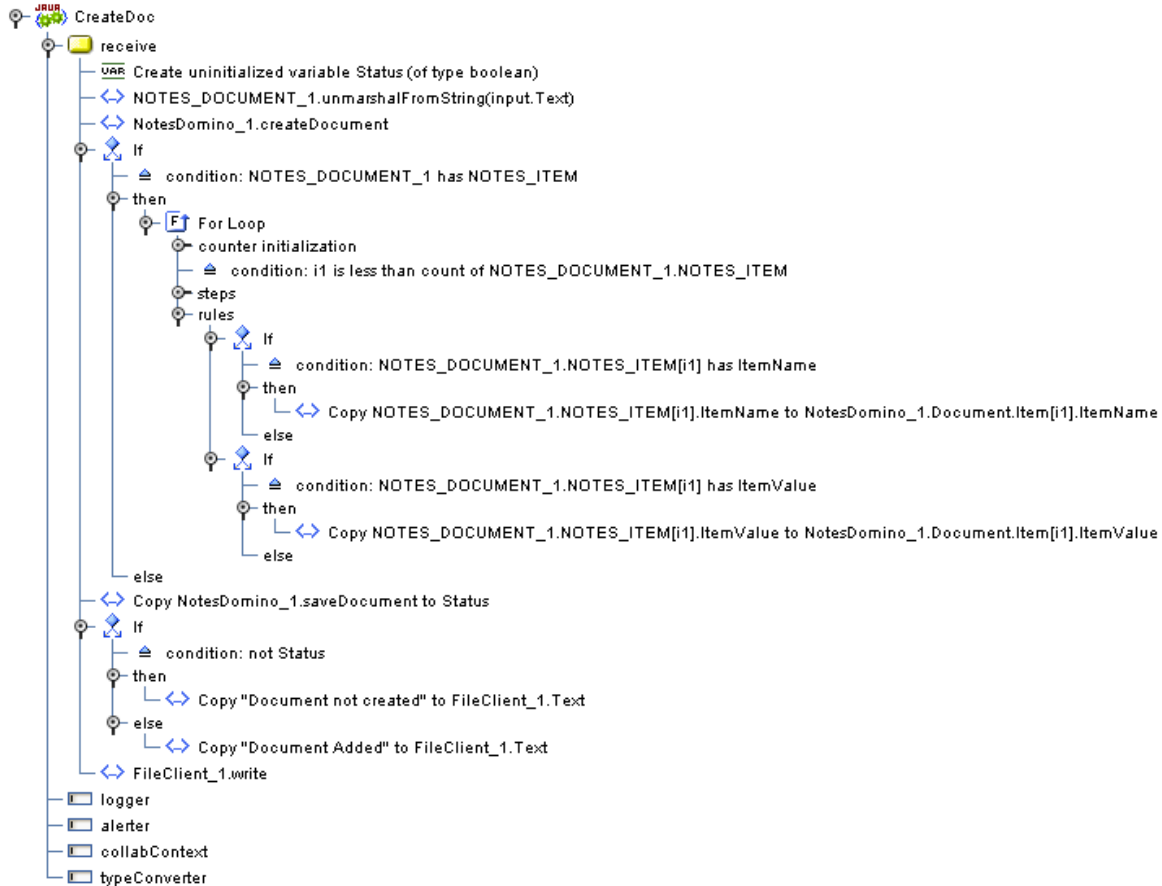 JAVA
CreateDoc
receive
VAR Create uninitialized variable Status (of type boolean)
NOTES_DOCUMENT_1.unmarshalFromString(input.Text)
NotesDomino_1.createDocument
If
condition: NOTES_DOCUMENT_1 has NOTES_ITEM
then
F For Loop
counter initialization
condition: i1 is less than count of NOTES_DOCUMENT_1.NOTES_ITEM
steps
rules
If
condition: NOTES_DOCUMENT_1.NOTES_ITEM[i1] has ItemName
then
Copy NOTES_DOCUMENT_1.NOTES_ITEM[i1].ItemName to NotesDomino_1.Document.Item[i1].ItemName
else
If
condition: NOTES_DOCUMENT_1.NOTES_ITEM[i1] has ItemValue
then
Copy NOTES_DOCUMENT_1.NOTES_ITEM[i1].ItemValue to NotesDomino_1.Document.Item[i1].ItemValue
else
else
Copy NotesDomino_1.saveDocument to Status
If
condition: not Status
then
Copy "Document not created" to FileClient_1.Text
else
Copy "Document Added" to FileClient_1.Text
FileClient_1.write
logger
alerter
collabContext
typeConverter